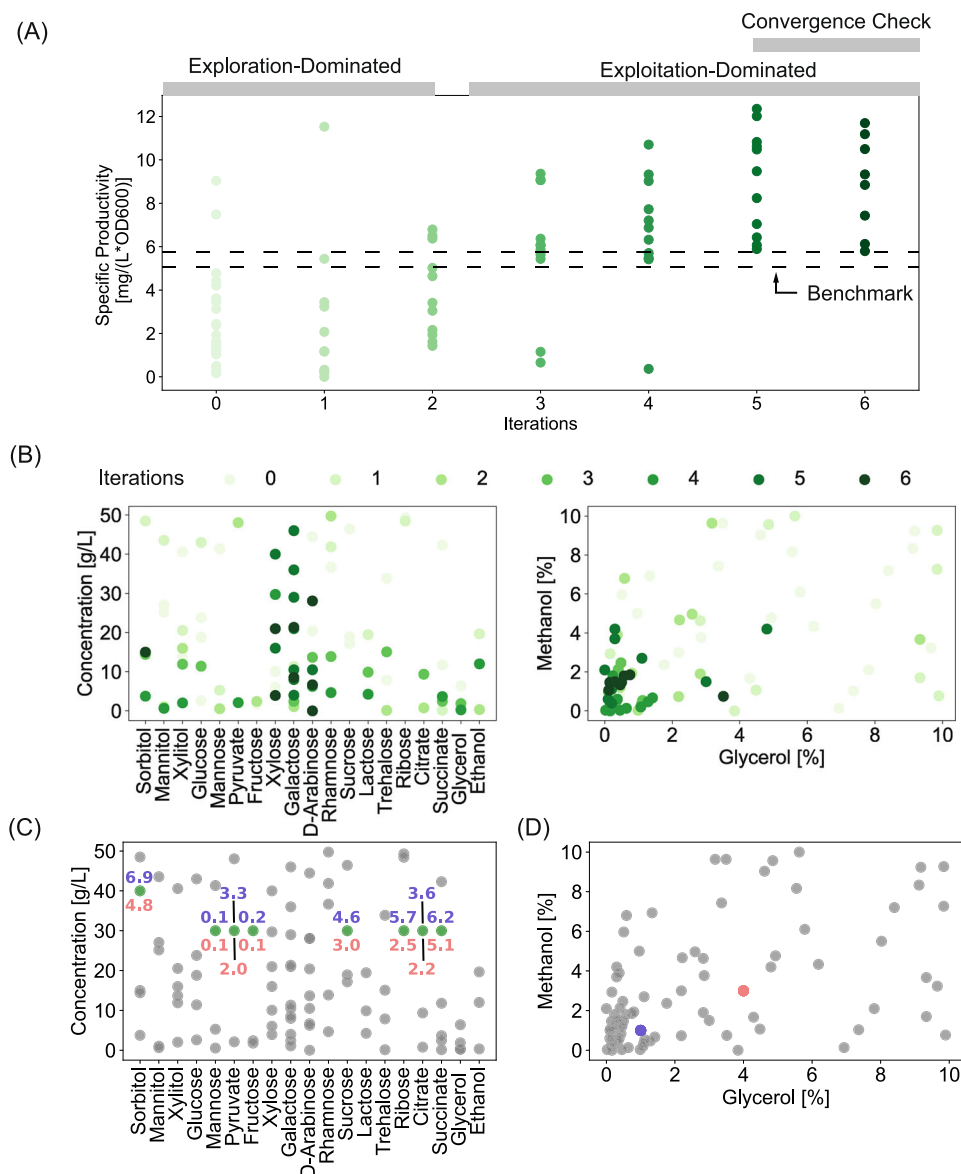 (A)
Convergence Check
Exploration-Dominated
Exploitation-Dominated
Specific Productivity
[mg/(L*OD600)]
12
10
8
6
4
2
0
Benchmark
0 1 2 3 4 5 6
Iterations
(B)
Iterations 0 1 2 3 4 5 6
Concentration [g/L]
50
40
30
20
10
0
Sorbitol
Mannitol
Xylitol
Glucose
Mannose
Pyruvate
Fructose
Xylose
Galactose
D-Arabinose
Rhamnose
Sucrose
Lactose
Trehalose
Ribose
Citrate
Succinate
Glycerol
Ethanol
Methanol [%]
10
8
6
4
2
0
0 2 4 6 8 10
Glycerol [%]
(C)
Concentration [g/L]
50
40
30
20
10
0
6.9
4.8
3.3
0.1 0.2
0.1 0.1
2.0
4.6
3.0
3.6
5.7 6.2
2.5 5.1
2.2
Sorbitol
Mannitol
Xylitol
Glucose
Mannose
Pyruvate
Fructose
Xylose
Galactose
D-Arabinose
Rhamnose
Sucrose
Lactose
Trehalose
Ribose
Citrate
Succinate
Glycerol
Ethanol
(D)
Methanol [%]
10
8
6
4
2
0
0 2 4 6 8 10
Glycerol [%]